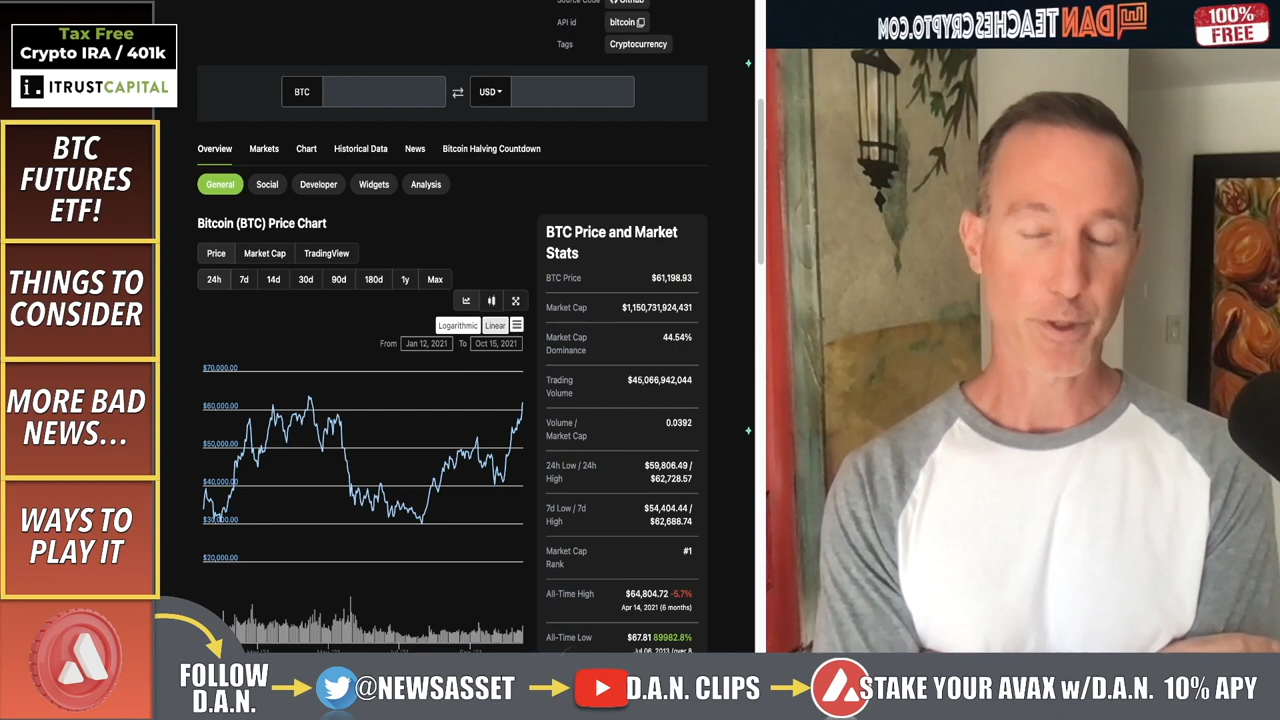 Tax Free
Crypto IRA / 401k
i. ITRUSTCAPITAL
BTC
FUTURES
ETF!
THINGS TO
CONSIDER
MORE BAD
NEWS...
WAYS TO
PLAY IT
Source Code Github
API id bitcoin
Tags Cryptocurrency
BTC
USD
Overview Markets Chart Historical Data News Bitcoin Halving Countdown
General Social Developer Widgets Analysis
Bitcoin (BTC) Price Chart
Price Market Cap TradingView
24h 7d 14d 30d 90d 180d 1y Max
Logarithmic Linear
From Jan 12, 2021 To Oct 15, 2021
$70,000.00
$60,000.00
$50,000.00
$40,000.00
$30,000.00
$20,000.00
BTC Price and Market
Stats
BTC Price $61,198.93
Market Cap $1,150,731,924,431
Market Cap
Dominance
44.54%
Trading
Volume
$45,066,942,044
Volume /
Market Cap
0.0392
24h Low / 24h
High
$59,806.49 /
$62,728.57
7d Low / 7d
High
$54,404.44 /
$62,688.74
Market Cap
Rank
#1
All-Time High $64,804.72 -5.7%
Apr 14, 2021 (6 months)
All-Time Low $67.81 89982.8%
Jul 06, 2013 (over 8
DANTEACHESCRYPTO.COM
100%
FREE
FOLLOW
D.A.N.
@NEWSASSET
D.A.N. CLIPS
STAKE YOUR AVAX w/D.A.N. 10% APY